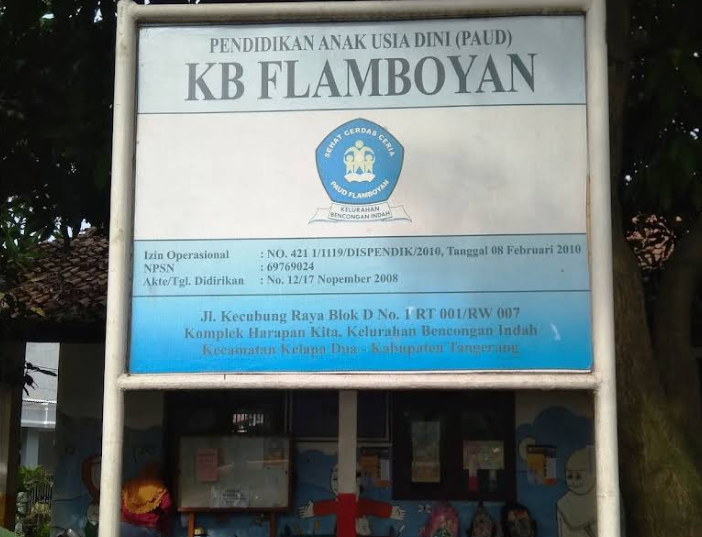 PENDIDIKAN ANAK USIA DINI (PAUD)
KB FLAMBOYAN
SEHAT CERDAS CERIA
PAUD FLAMBOYAN
KELURAHAN
BENCONGAN INDAH
Izin Operasional : NO. 421 1/1119/DISPENDIK/2010, Tanggal 08 Februari 2010
NPSN : 69769024
Akte/Tgl. Didirikan : No. 12/17 Nopember 2008
Jl. Kecubung Raya Blok D No. 1 RT 001/RW 007
Komplek Harapan Kita, Kelurahan Bencongan Indah
Kecamatan Kelapa Dua - Kabupaten Tangerang